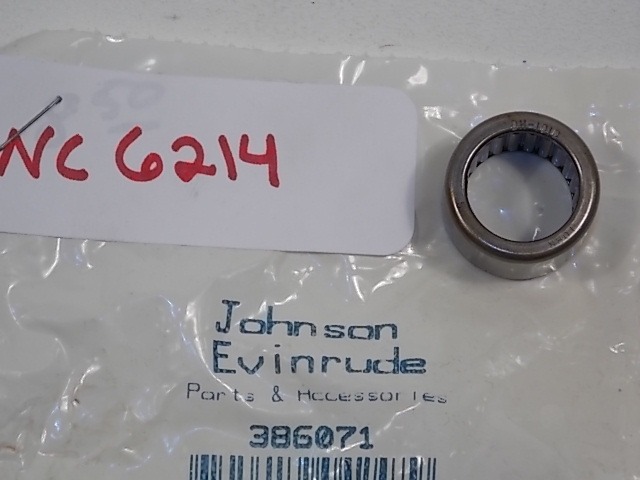 NC 6214
Johnson
Evinrude
Parts & Accessories
386071